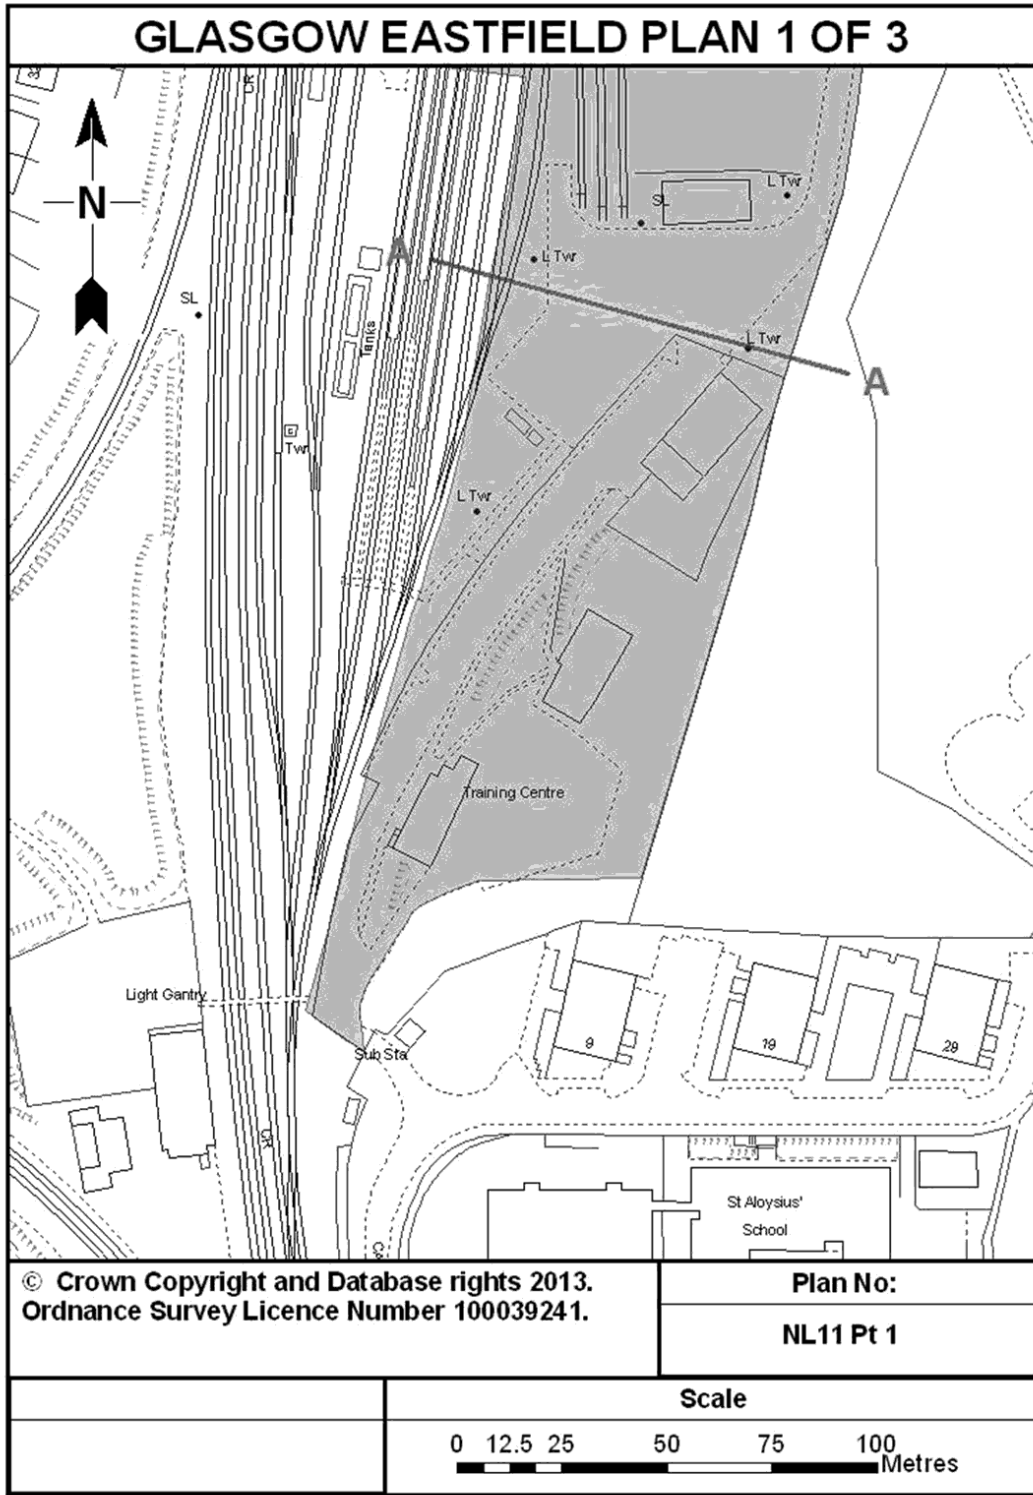 GLASGOW EASTFIELD PLAN 1 OF 3
CR
N
L Twr
SL
A
L Twr
SL
Tanks
L Twr
A
Twr
L Twr
Training Centre
Light Gantry
Sub Sta
9
19
29
CR
St Aloysius'
School
© Crown Copyright and Database rights 2013.
Ordnance Survey Licence Number 100039241.
Plan No:
NL11 Pt 1
Scale
0 12.5 25 50 75 100
Metres